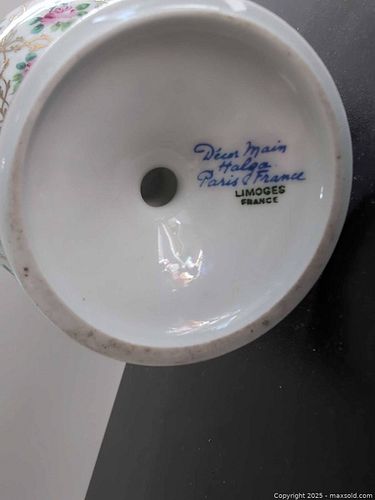 Décor Main
Halga
Paris France
LIMOGES
FRANCE
Copyright 2025 - maxsold.com